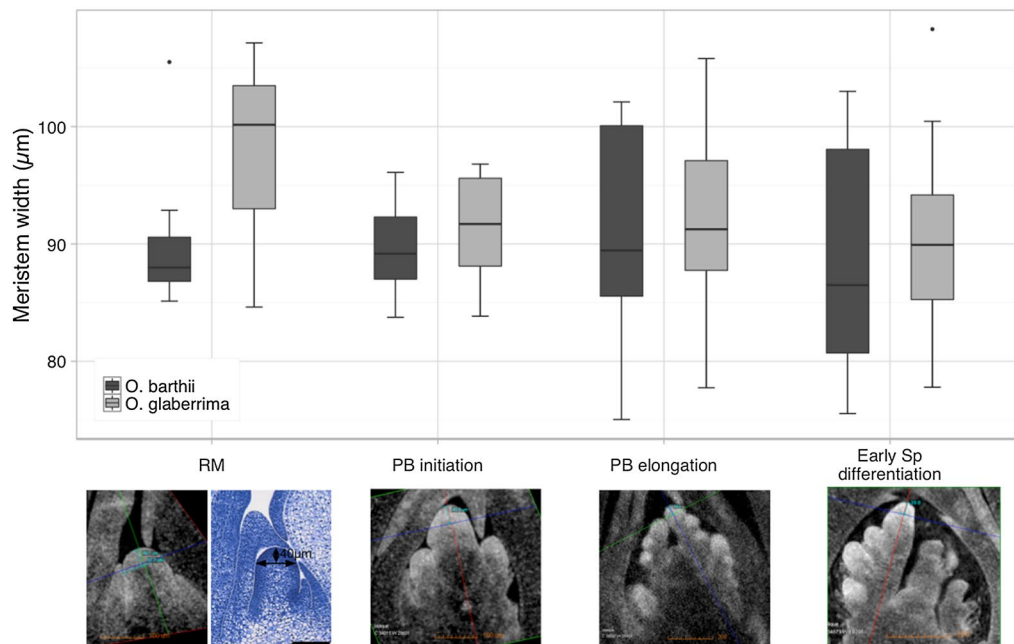 Meristem width (µm)
100
90
80
O. barthii
O. glaberrima
RM
PB initiation
PB elongation
Early Sp
differentiation
40µm